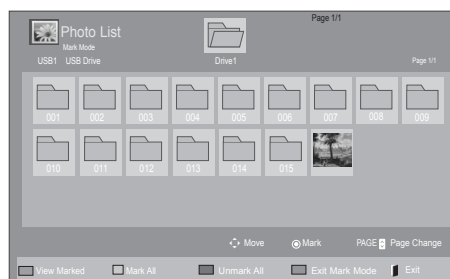 Page 1/1
Photo List
Mark Mode
USB1 USB Drive Drive1 Page 1/1
001 002 003 004 005 006 007 008 009
010 011 012 013 014 015
Move Mark PAGE Page Change
View Marked Mark All Unmark All Exit Mark Mode Exit